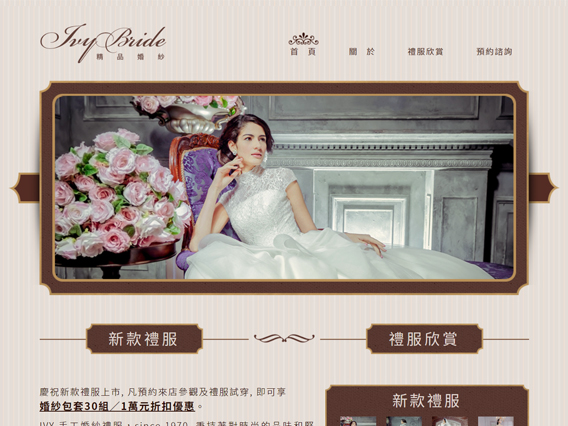 Ivy Bride
精品婚紗
首頁
關於
禮服欣賞
預約諮詢
新款禮服
禮服欣賞
慶祝新款禮服上市, 凡預約來店參觀及禮服試穿, 即可享
婚紗包套30組／1萬元折扣優惠。
新款禮服
IVY 手工婚紗禮服，since 1970, 秉持著對時尚的品味和堅